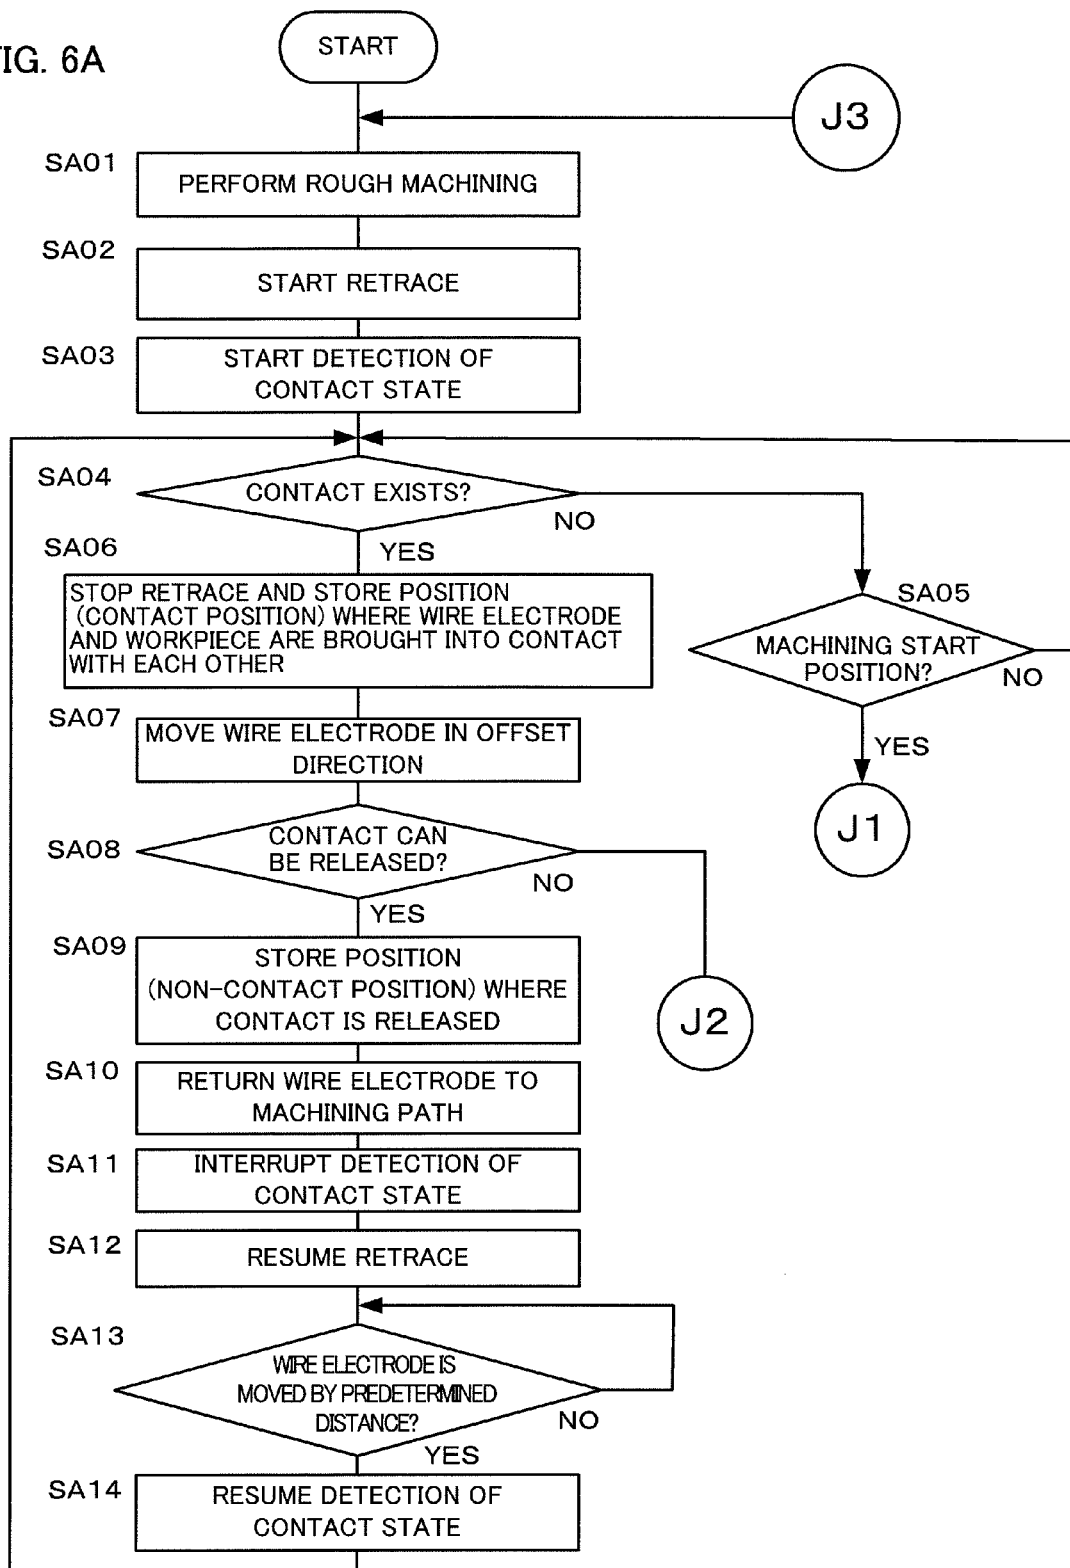 FIG. 6A
START
J3
SA01
PERFORM ROUGH MACHINING
SA02
START RETRACE
SA03
START DETECTION OF
CONTACT STATE
SA04
CONTACT EXISTS?
NO
YES
SA05
MACHINING START
POSITION?
NO
YES
J1
SA06
STOP RETRACE AND STORE POSITION
(CONTACT POSITION) WHERE WIRE ELECTRODE
AND WORKPIECE ARE BROUGHT INTO CONTACT
WITH EACH OTHER
SA07
MOVE WIRE ELECTRODE IN OFFSET
DIRECTION
SA08
CONTACT CAN
BE RELEASED?
NO
YES
J2
SA09
STORE POSITION
(NON-CONTACT POSITION) WHERE
CONTACT IS RELEASED
SA10
RETURN WIRE ELECTRODE TO
MACHINING PATH
SA11
INTERRUPT DETECTION OF
CONTACT STATE
SA12
RESUME RETRACE
SA13
WIRE ELECTRODE IS
MOVED BY PREDETERMINED
DISTANCE?
NO
YES
SA14
RESUME DETECTION OF
CONTACT STATE